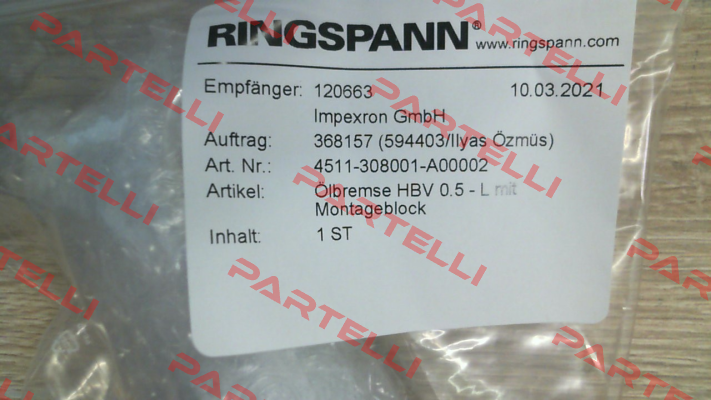 RINGSPANN® www.ringspann.com
Empfänger: 120663 10.03.2021
Impexron GmbH
Auftrag: 368157 (594403/Ilyas Özmüs)
Art. Nr.: 4511-308001-A00002
Artikel: Ölbremse HBV 0.5 - L mit
Montageblock
Inhalt: 1 ST
PARTELLI
PARTELLI
PARTELLI
PARTELLI
PARTELLI
PARTELLI
PARTELLI
PARTELLI
PARTELLI